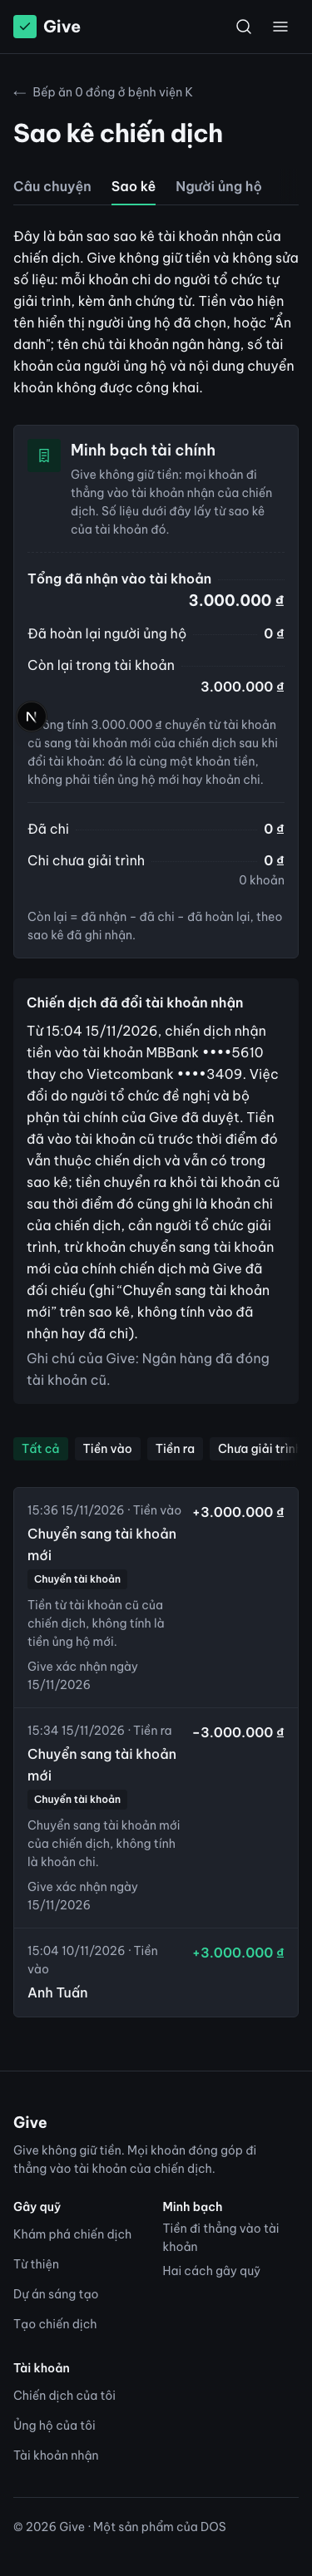 Give
← Bếp ăn 0 đồng ở bệnh viện K
Sao kê chiến dịch
Câu chuyện Sao kê Người ủng hộ
Đây là bản sao sao kê tài khoản nhận của
chiến dịch. Give không giữ tiền và không sửa
số liệu: mỗi khoản chi do người tổ chức tự
giải trình, kèm ảnh chứng từ. Tiền vào hiện
tên hiển thị người ủng hộ đã chọn, hoặc "Ẩn
danh"; tên chủ tài khoản ngân hàng, số tài
khoản của người ủng hộ và nội dung chuyển
khoản không được công khai.
Minh bạch tài chính
Give không giữ tiền: mọi khoản đi
thẳng vào tài khoản nhận của chiến
dịch. Số liệu dưới đây lấy từ sao kê
của tài khoản đó.
Tổng đã nhận vào tài khoản
3.000.000 ₫
Đã hoàn lại người ủng hộ 0 ₫
Còn lại trong tài khoản
3.000.000 ₫
N
tính 3.000.000 ₫ chuyển từ tài khoản
cũ sang tài khoản mới của chiến dịch sau khi
đổi tài khoản: đó là cùng một khoản tiền,
không phải tiền ủng hộ mới hay khoản chi.
Đã chi 0 ₫
Chi chưa giải trình 0 ₫
0 khoản
Còn lại = đã nhận − đã chi − đã hoàn lại, theo
sao kê đã ghi nhận.
Chiến dịch đã đổi tài khoản nhận
Từ 15:04 15/11/2026, chiến dịch nhận
tiền vào tài khoản MBBank ••••5610
thay cho Vietcombank ••••3409. Việc
đổi do người tổ chức đề nghị và bộ
phận tài chính của Give đã duyệt. Tiền
đã vào tài khoản cũ trước thời điểm đó
vẫn thuộc chiến dịch và vẫn có trong
sao kê; tiền chuyển ra khỏi tài khoản cũ
sau thời điểm đó cũng ghi là khoản chi
của chiến dịch, cần người tổ chức giải
trình, trừ khoản chuyển sang tài khoản
mới của chính chiến dịch mà Give đã
đối chiếu (ghi “Chuyển sang tài khoản
mới” trên sao kê, không tính vào đã
nhận hay đã chi).
Ghi chú của Give: Ngân hàng đã đóng
tài khoản cũ.
Tất cả Tiền vào Tiền ra Chưa giải trình
15:36 15/11/2026 · Tiền vào +3.000.000 ₫
Chuyển sang tài khoản
mới
Chuyển tài khoản
Tiền từ tài khoản cũ của
chiến dịch, không tính là
tiền ủng hộ mới.
Give xác nhận ngày
15/11/2026
15:34 15/11/2026 · Tiền ra −3.000.000 ₫
Chuyển sang tài khoản
mới
Chuyển tài khoản
Chuyển sang tài khoản mới
của chiến dịch, không tính
là khoản chi.
Give xác nhận ngày
15/11/2026
15:04 10/11/2026 · Tiền +3.000.000 ₫
vào
Anh Tuấn
Give
Give không giữ tiền. Mọi khoản đóng góp đi
thẳng vào tài khoản của chiến dịch.
Gây quỹ
Khám phá chiến dịch
Từ thiện
Dự án sáng tạo
Tạo chiến dịch
Minh bạch
Tiền đi thẳng vào tài
khoản
Hai cách gây quỹ
Tài khoản
Chiến dịch của tôi
Ủng hộ của tôi
Tài khoản nhận
© 2026 Give · Một sản phẩm của DOS